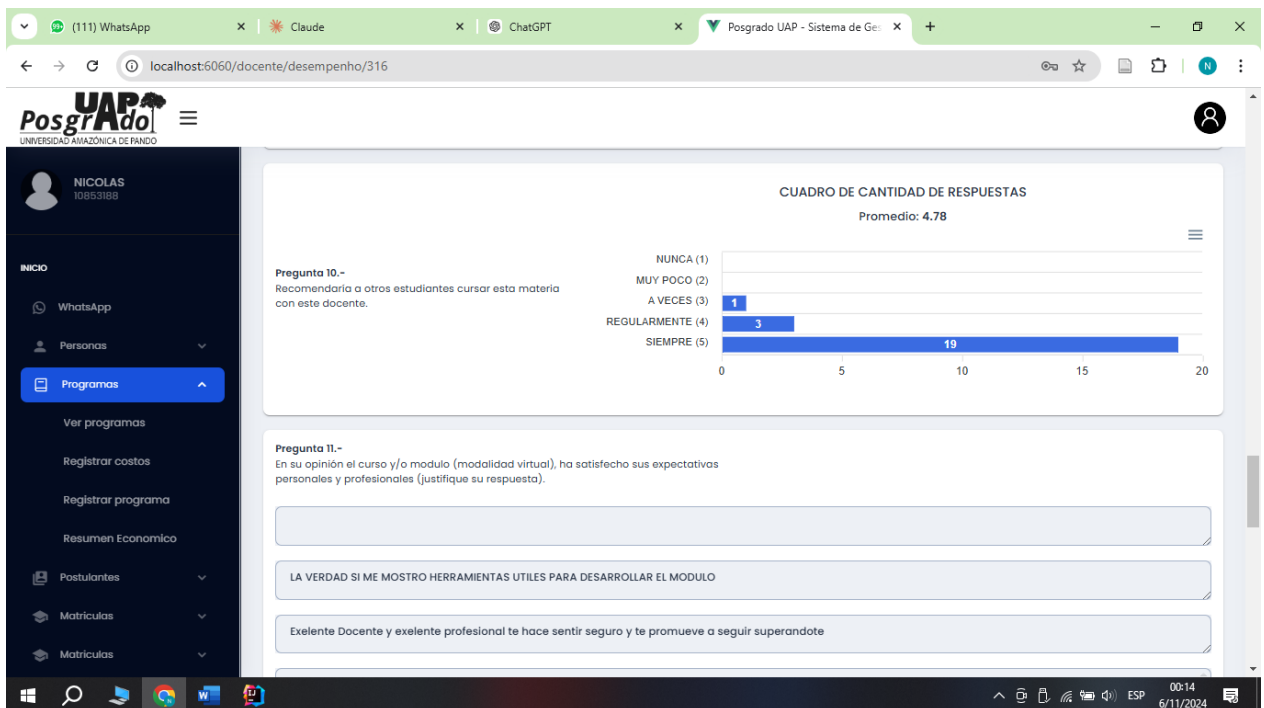 (111) WhatsApp
Claude
ChatGPT
Posgrado UAP - Sistema de Ges
localhost:6060/docente/desempenho/316
N
UAP
PosgrAdo
UNIVERSIDAD AMAZÓNICA DE PANDO
NICOLAS
10853188
INICIO
WhatsApp
Personas
Programas
Ver programas
Registrar costos
Registrar programa
Resumen Economico
Postulantes
Matriculas
Matriculas
CUADRO DE CANTIDAD DE RESPUESTAS
Promedio: 4.78
Pregunta 10.-
Recomendaría a otros estudiantes cursar esta materia
con este docente.
NUNCA (1)
MUY POCO (2)
A VECES (3) 1
REGULARMENTE (4) 3
SIEMPRE (5) 19
0 5 10 15 20
Pregunta 11.-
En su opinión el curso y/o modulo (modalidad virtual), ha satisfecho sus expectativas
personales y profesionales (justifique su respuesta).
LA VERDAD SI ME MOSTRO HERRAMIENTAS UTILES PARA DESARROLLAR EL MODULO
Exelente Docente y exelente profesional te hace sentir seguro y te promueve a seguir superandote
ESP
00:14
6/11/2024